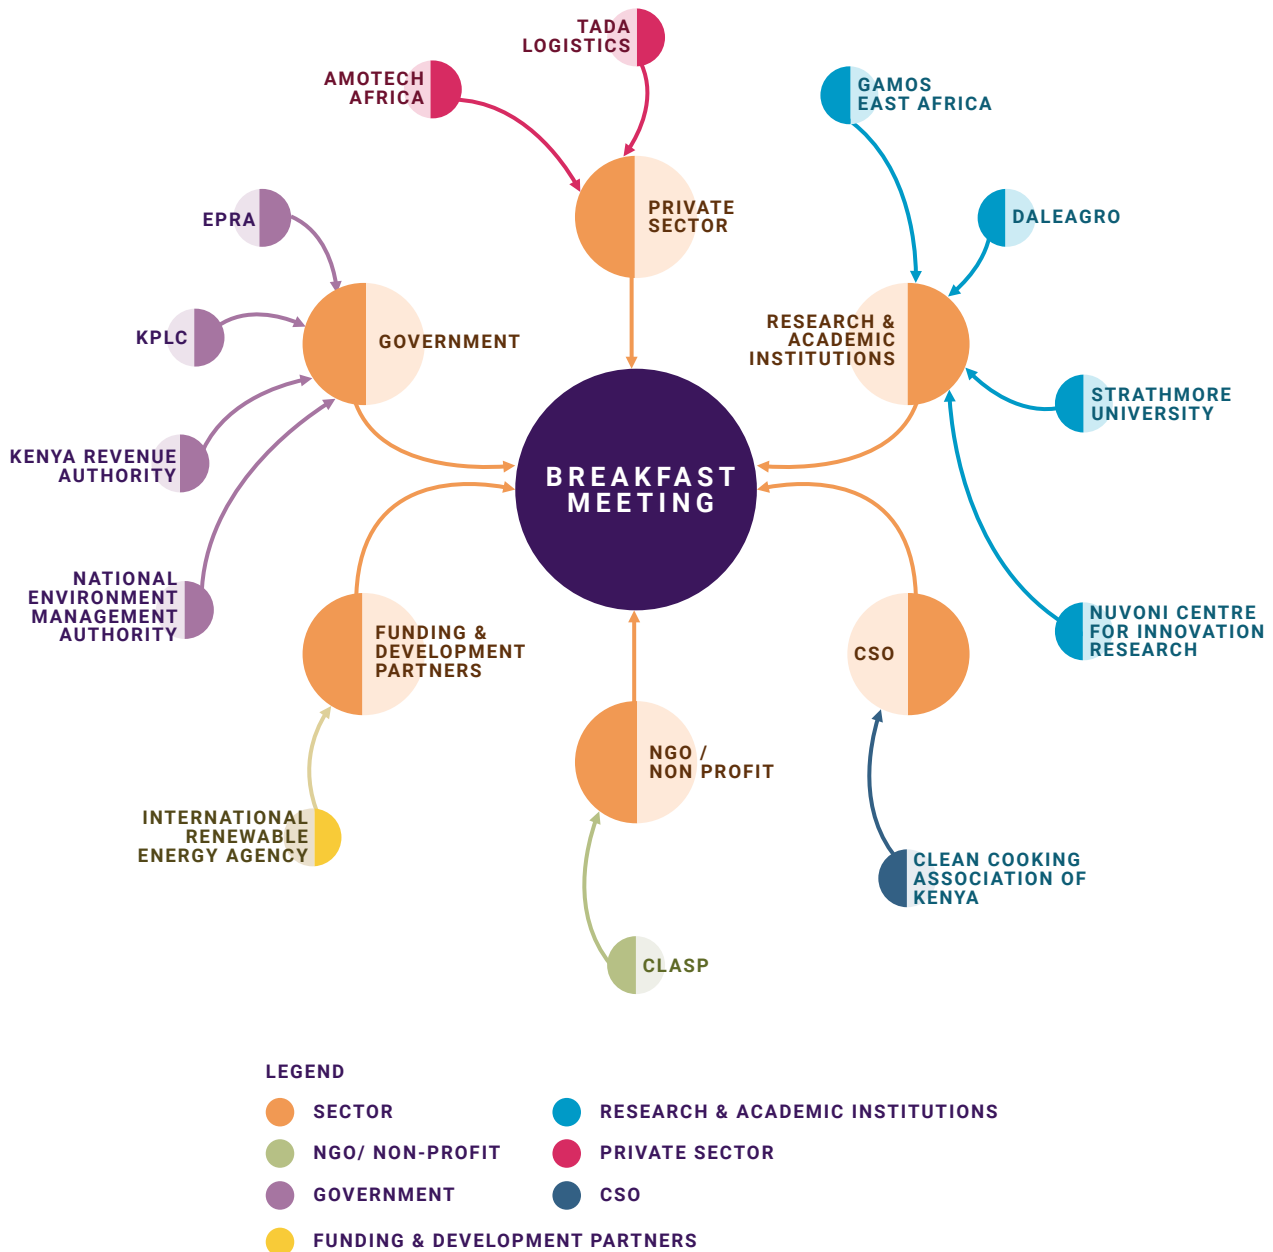 TADA
LOGISTICS
AMOTECH
AFRICA
GAMOS
EAST AFRICA
EPRA
PRIVATE
SECTOR
DALEAGRO
KPLC
GOVERNMENT
RESEARCH &
ACADEMIC
INSTITUTIONS
STRATHMORE
UNIVERSITY
KENYA REVENUE
AUTHORITY
BREAKFAST
MEETING
NATIONAL
ENVIRONMENT
MANAGEMENT
AUTHORITY
FUNDING &
DEVELOPMENT
PARTNERS
CSO
NUVONI CENTRE
FOR INNOVATION
RESEARCH
NGO /
NON PROFIT
INTERNATIONAL
RENEWABLE
ENERGY AGENCY
CLEAN COOKING
ASSOCIATION OF
KENYA
CLASP
LEGEND
SECTOR
RESEARCH & ACADEMIC INSTITUTIONS
NGO/ NON-PROFIT
PRIVATE SECTOR
GOVERNMENT
CSO
FUNDING & DEVELOPMENT PARTNERS